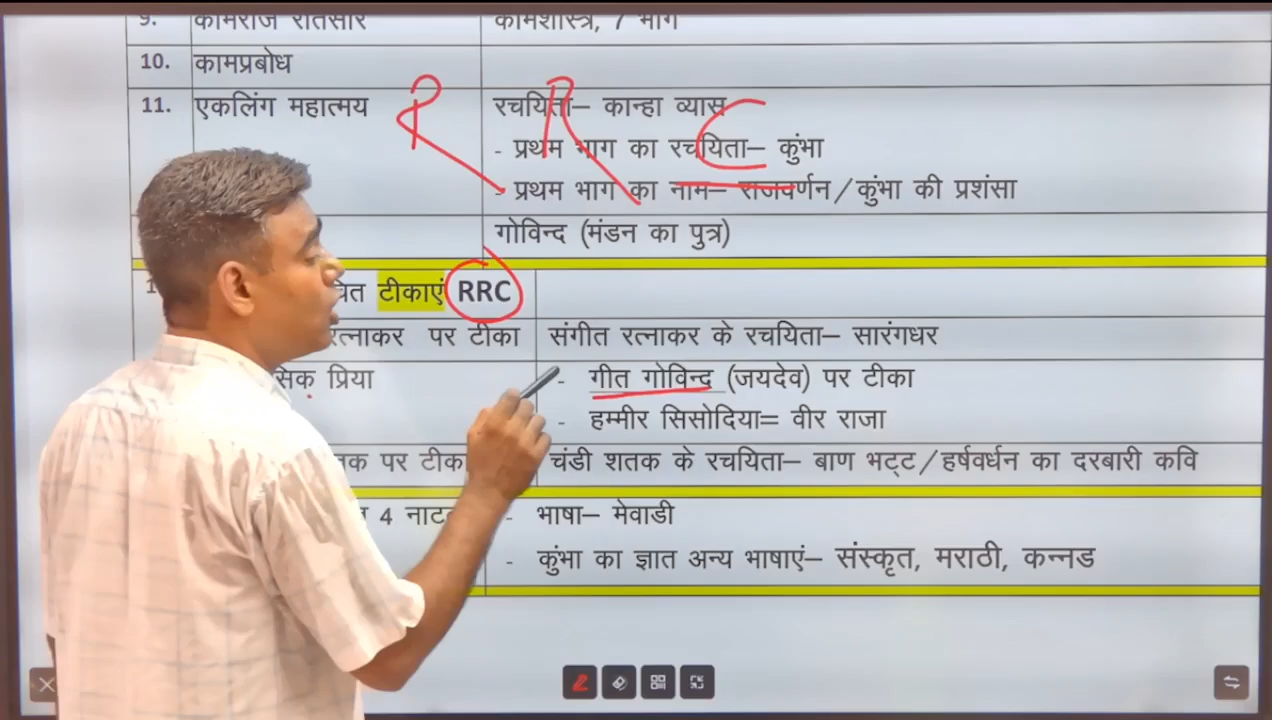 9. कामराज रतिसार कामशास्त्र, 7 भाग
10. कामप्रबोध
11. एकलिंग महात्मय रचयिता– कान्हा व्यास
- प्रथम भाग का रचयिता– कुंभा
- प्रथम भाग का नाम– राजवर्णन/कुंभा की प्रशंसा
R R C
गोविन्द (मंडन का पुत्र)
टीकाएं RRC
रत्नाकर पर टीका संगीत रत्नाकर के रचयिता– सारंगधर
सिक प्रिया - गीत गोविन्द (जयदेव) पर टीका
- हम्मीर सिसोदिया= वीर राजा
तक पर टीका चंडी शतक के रचयिता– बाण भट्ट/हर्षवर्धन का दरबारी कवि
4 - भाषा– मेवाडी
- कुंभा का ज्ञात अन्य भाषाएं– संस्कृत, मराठी, कन्नड